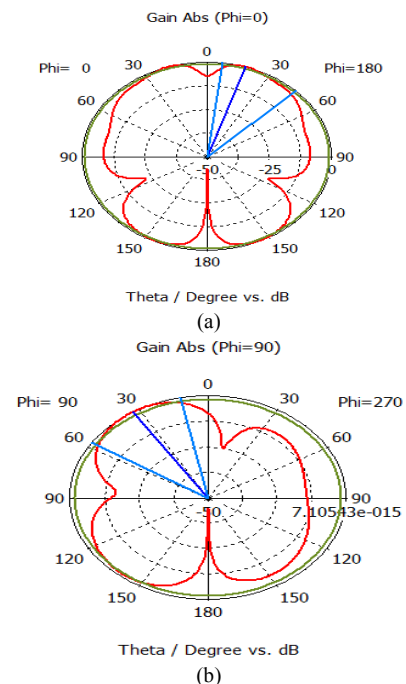 Gain Abs (Phi=0)
0
30 30
Phi= 0 Phi=180
60 60
90 -50 -25 0 90
120 120
150 150
180
Theta / Degree vs. dB
(a)
Gain Abs (Phi=90)
0
30 30
Phi= 90 Phi=270
60 60
90 -50 7.10543e-015 90
120 120
150 150
180
Theta / Degree vs. dB
(b)